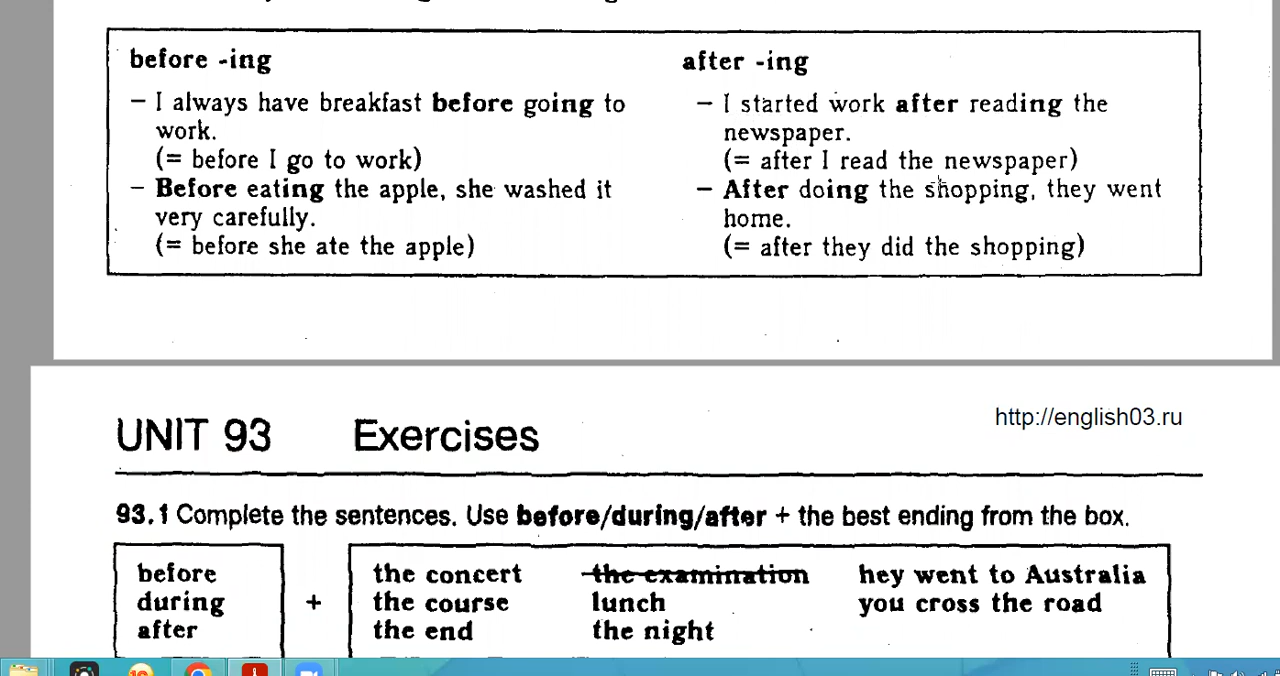 before -ing
– I always have breakfast before going to
work.
(= before I go to work)
– Before eating the apple, she washed it
very carefully.
(= before she ate the apple)
after -ing
– I started work after reading the
newspaper.
(= after I read the newspaper)
– After doing the shopping, they went
home.
(= after they did the shopping)
UNIT 93 Exercises
http://english03.ru
93.1 Complete the sentences. Use before/during/after + the best ending from the box.
before
during
after
+
the concert the examination hey went to Australia
the course lunch you cross the road
the end the night